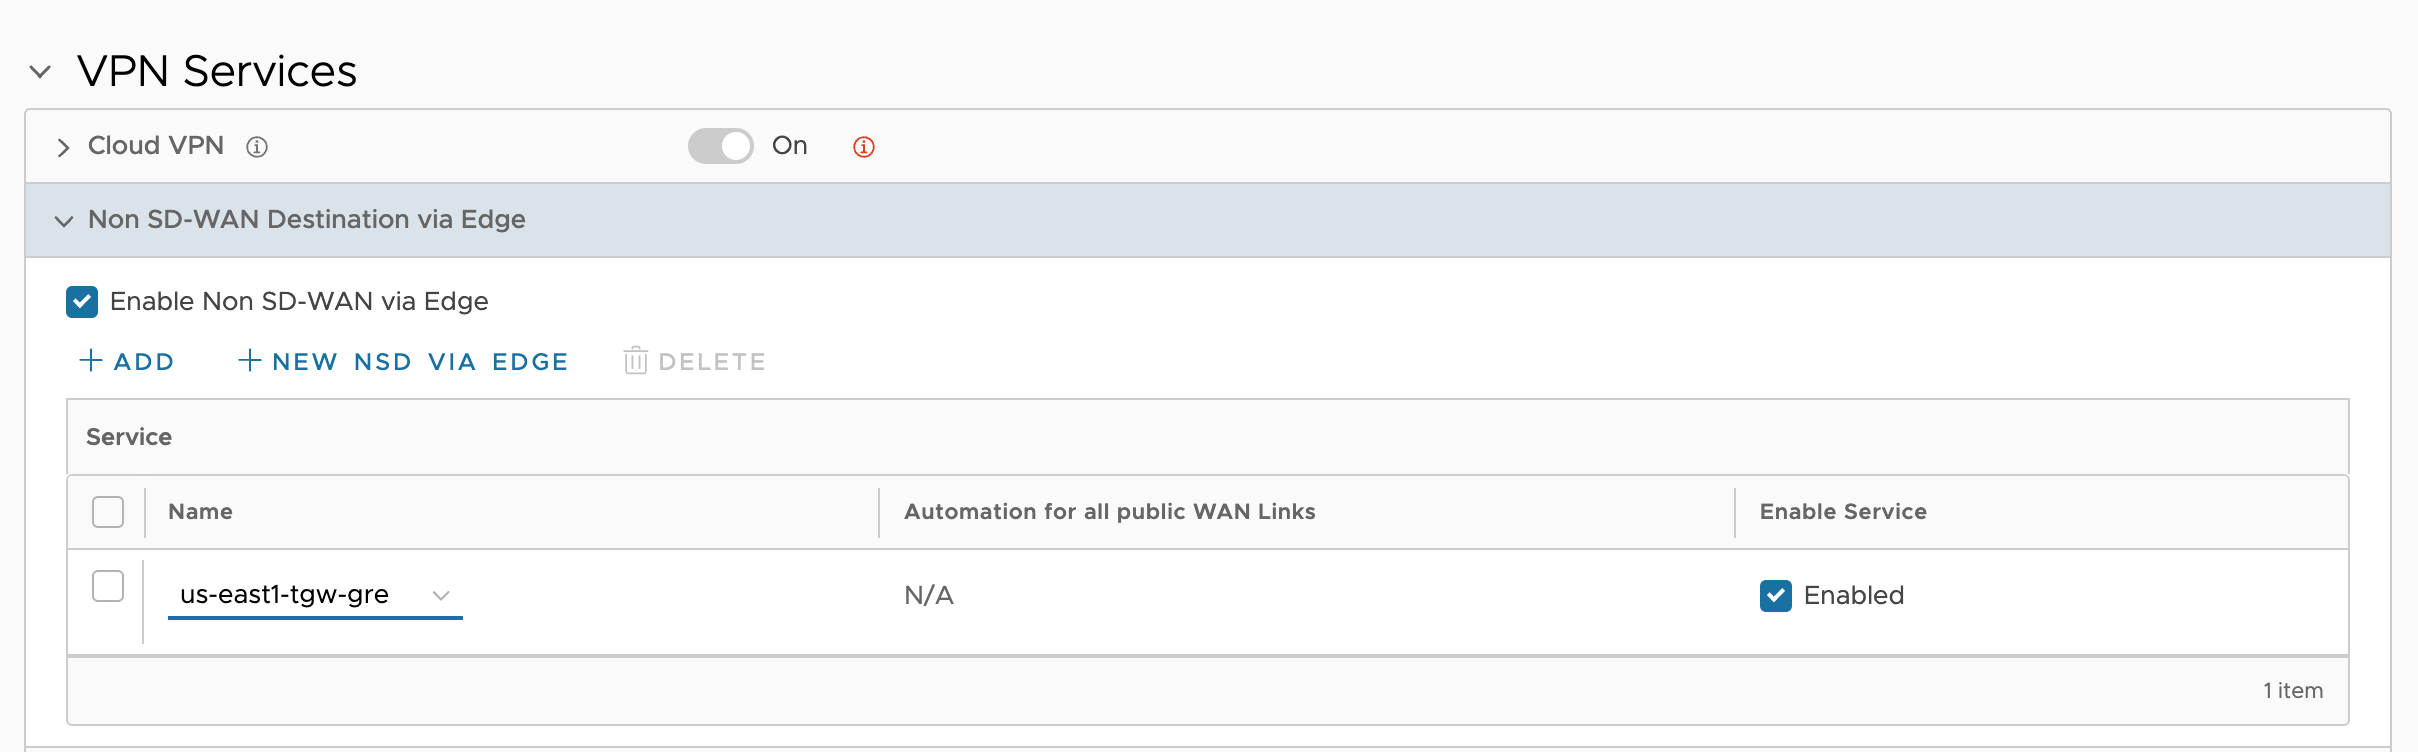 VPN Services
Cloud VPN On
Non SD-WAN Destination via Edge
Enable Non SD-WAN via Edge
ADD NEW NSD VIA EDGE DELETE
Service
Name Automation for all public WAN Links Enable Service
us-east1-tgw-gre N/A Enabled
1 item